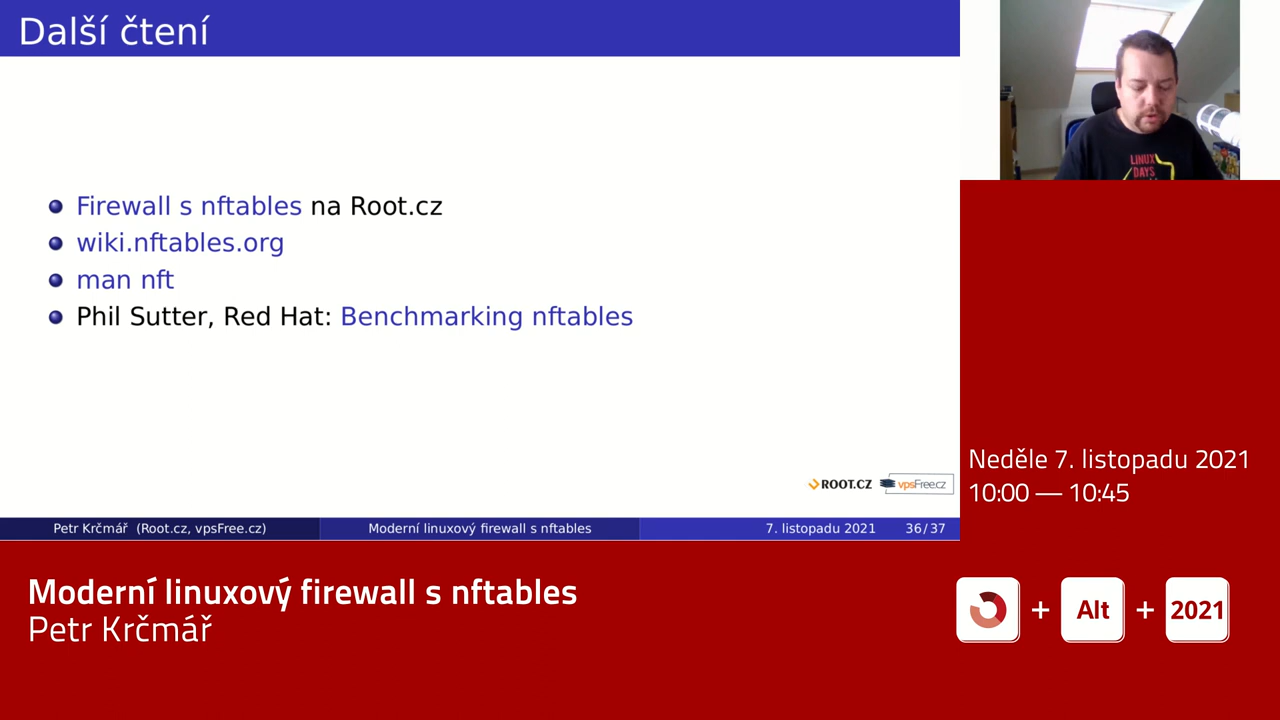 Další čtení
Firewall s nftables na Root.cz
wiki.nftables.org
man nft
Phil Sutter, Red Hat: Benchmarking nftables
ROOT.CZ
vpsFree.cz
Petr Krčmář (Root.cz, vpsFree.cz)
Moderní linuxový firewall s nftables
7. listopadu 2021
36/37
LINUX
DAYS
Neděle 7. listopadu 2021
10:00 — 10:45
Moderní linuxový firewall s nftables
Petr Krčmář
+ Alt + 2021